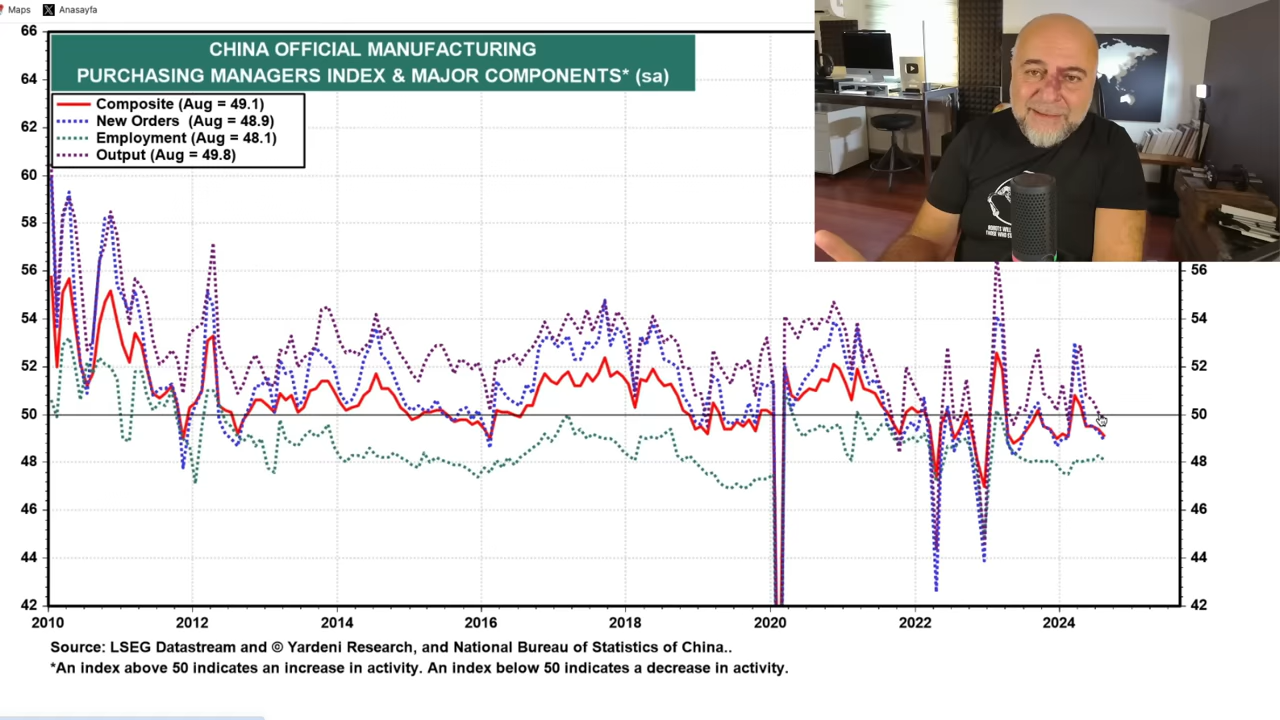 Maps
Anasayfa
CHINA OFFICIAL MANUFACTURING
PURCHASING MANAGERS INDEX & MAJOR COMPONENTS* (sa)
Composite (Aug = 49.1)
New Orders (Aug = 48.9)
Employment (Aug = 48.1)
Output (Aug = 49.8)
66
64
62
60
58
56
54
52
50
48
46
44
42
56
54
52
50
48
46
44
42
2010
2012
2014
2016
2018
2020
2022
2024
Source: LSEG Datastream and © Yardeni Research, and National Bureau of Statistics of China..
*An index above 50 indicates an increase in activity. An index below 50 indicates a decrease in activity.